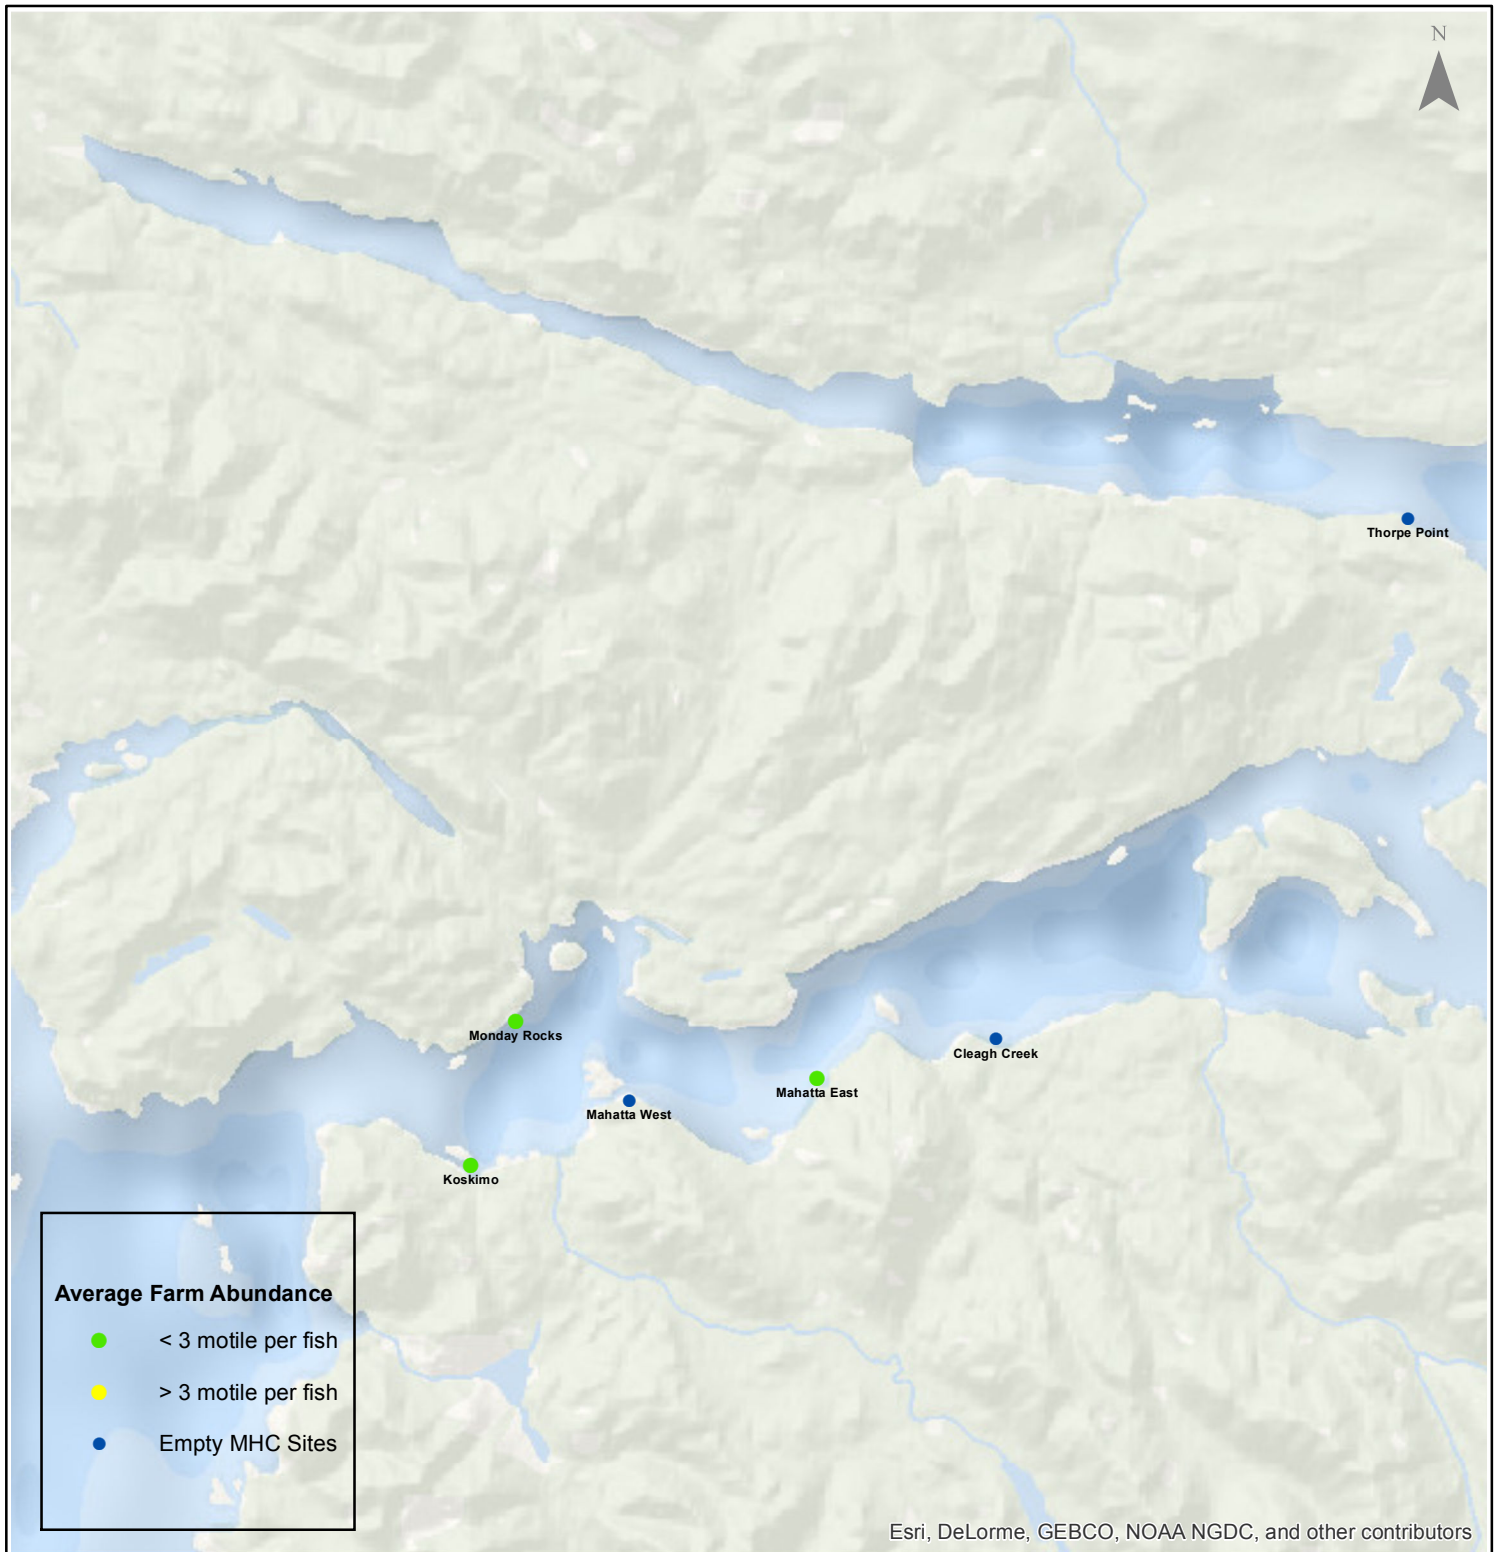 N
Thorpe Point
Monday Rocks
Cleagh Creek
Mahatta East
Mahatta West
Koskimo
Average Farm Abundance
< 3 motile per fish
> 3 motile per fish
Empty MHC Sites
Esri, DeLorme, GEBCO, NOAA NGDC, and other contributors